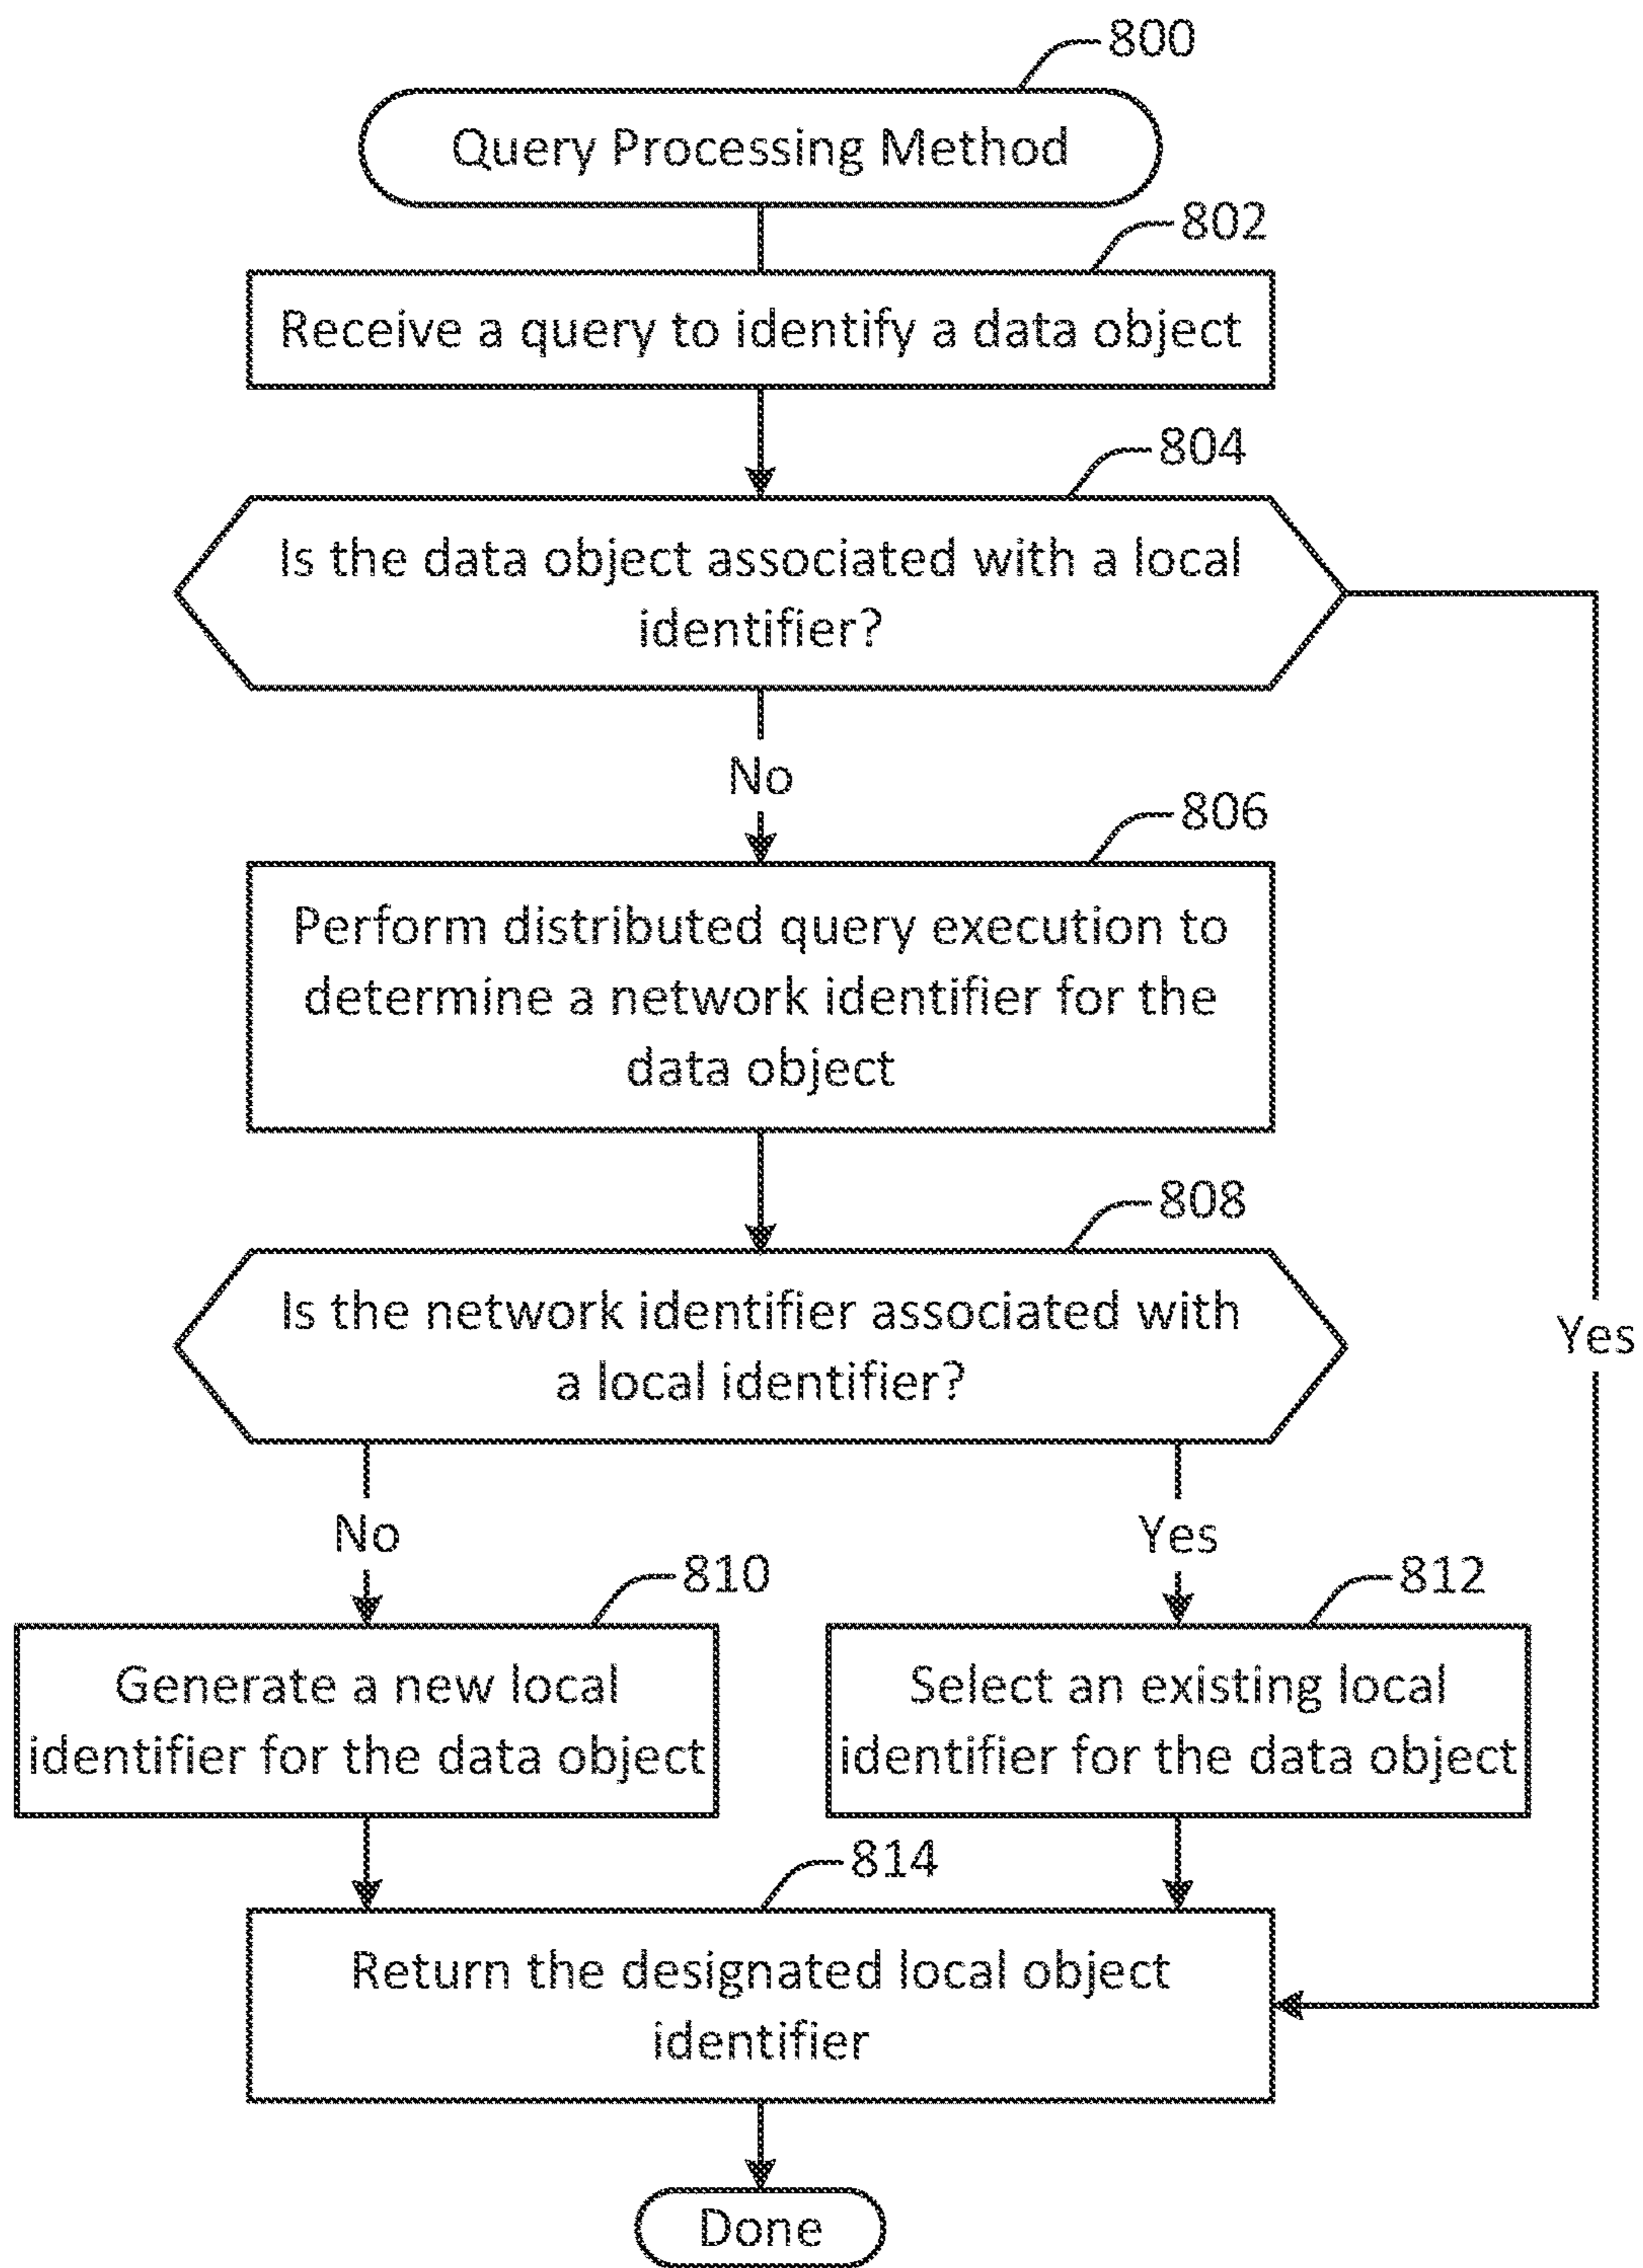 800
Query Processing Method
802
Receive a query to identify a data object
804
Is the data object associated with a local
identifier?
No
806
Perform distributed query execution to
determine a network identifier for the
data object
808
Is the network identifier associated with
a local identifier?
Yes
No
Yes
810
812
Generate a new local
identifier for the data object
Select an existing local
identifier for the data object
814
Return the designated local object
identifier
Done